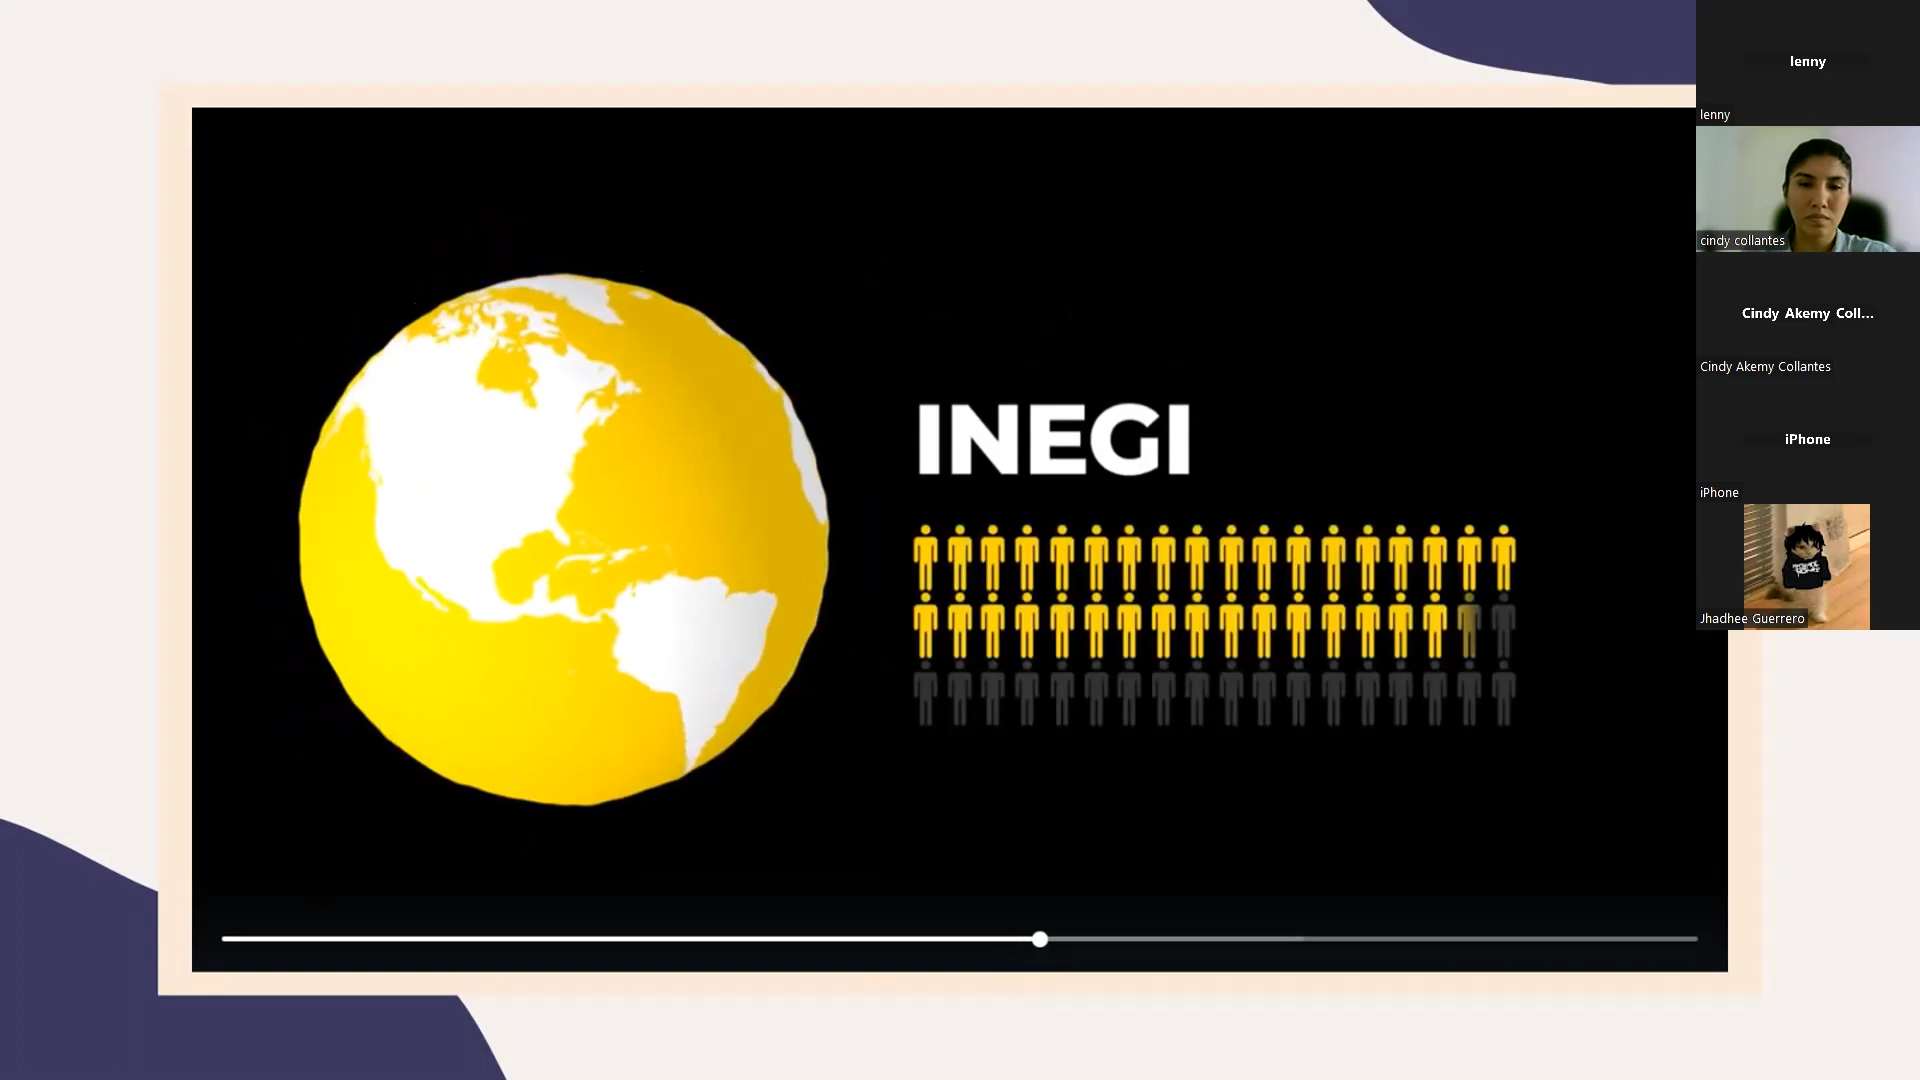 INEGI
lenny
lenny
cindy collantes
Cindy Akemy Coll...
Cindy Akemy Collantes
iPhone
iPhone
Jhadhee Guerrero